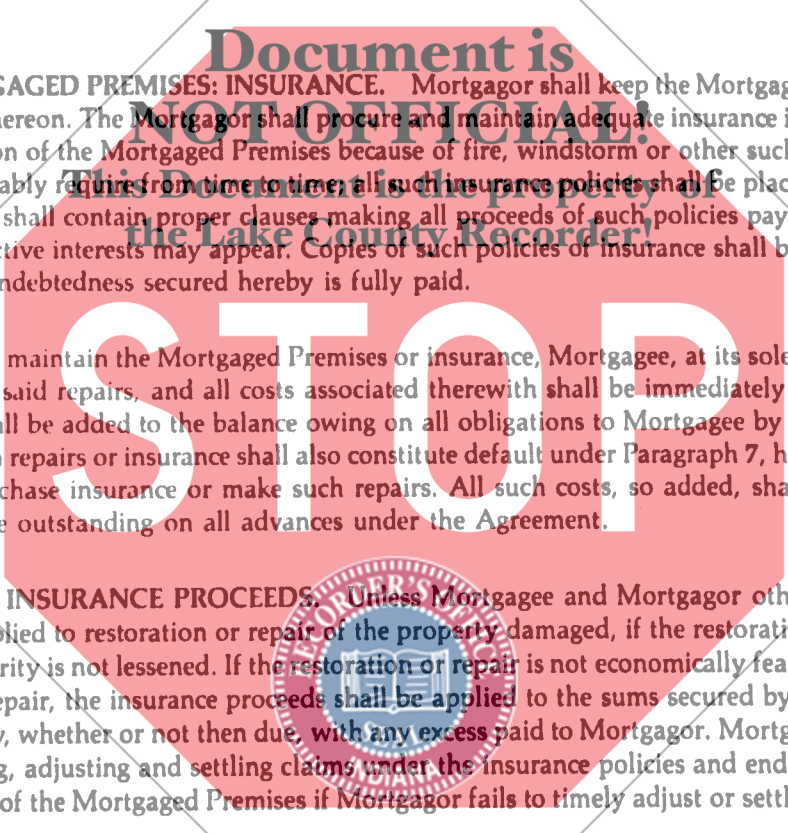 Document is
GAGED PREMISES: INSURANCE. Mortgagor shall keep the Mortgag
NOT OFFICIAL!
hereon. The Mortgagor shall procure and maintain adequate insurance i
on of the Mortgaged Premises because of fire, windstorm or other such
This Document is the property of
ably require from time to time; all such insurance policies shall be plac
shall contain proper clauses making all proceeds of such policies pay
the Lake County Recorder!
ctive interests may appear. Copies of such policies of insurance shall b
ndebtedness secured hereby is fully paid.
STOP
maintain the Mortgaged Premises or insurance, Mortgagee, at its sole
said repairs, and all costs associated therewith shall be immediately
all be added to the balance owing on all obligations to Mortgagee by
repairs or insurance shall also constitute default under Paragraph 7, h
chase insurance or make such repairs. All such costs, so added, sha
e outstanding on all advances under the Agreement.
INSURANCE PROCEEDS. Unless Mortgagee and Mortgagor oth
plied to restoration or repair of the property damaged, if the restorati
rity is not lessened. If the restoration or repair is not economically fea
epair, the insurance proceeds shall be applied to the sums secured by
y, whether or not then due, with any excess paid to Mortgagor. Mortg
g, adjusting and settling claims under the insurance policies and end
of the Mortgaged Premises if Mortgagor fails to timely adjust or settl
RECORDER'S OFFICE
SEAL
INDIANA